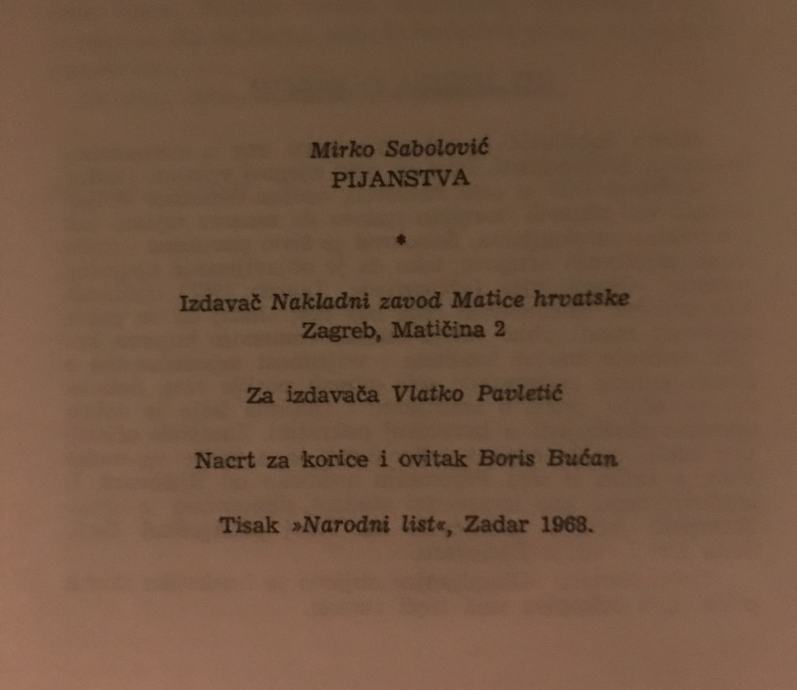 Mirko Sabolović
PIJANSTVA
*
Izdavač Nakladni zavod Matice hrvatske
Zagreb, Matičina 2
Za izdavača Vlatko Pavletić
Nacrt za korice i ovitak Boris Bućan
Tisak »Narodni list«, Zadar 1968.